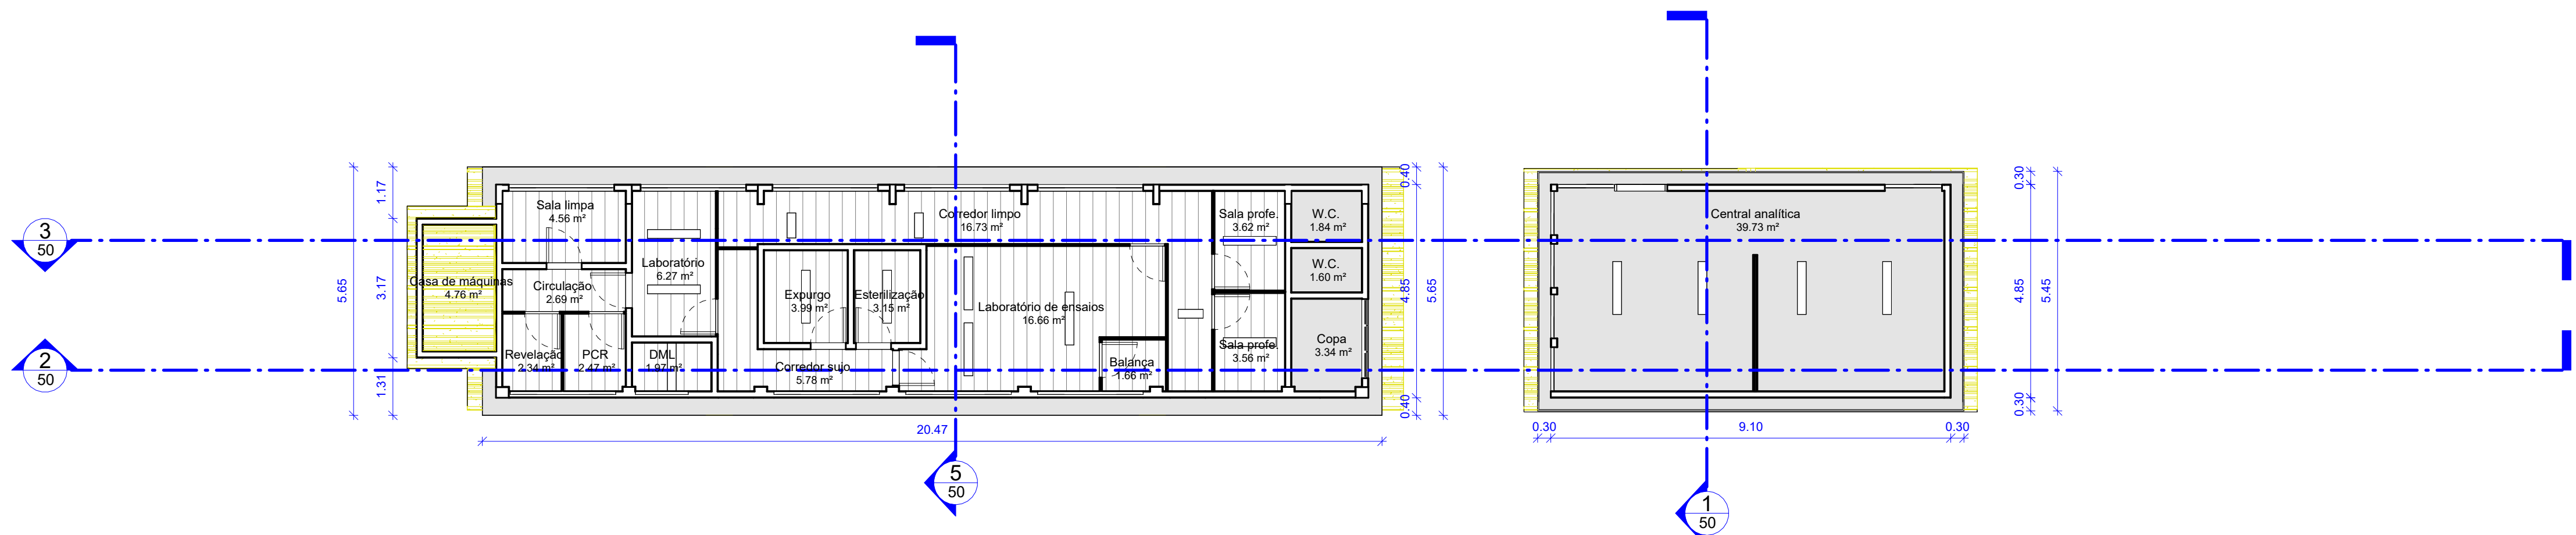 Sala limpa
4.56 m²
Corredor limpo
16.73 m²
Sala profe.
3.62 m²
W.C.
1.84 m²
Central analítica
39.73 m²
3
50
Casa de máquinas
4.76 m²
Circulação
2.69 m²
Laboratório
6.27 m²
Expurgo
3.99 m²
Esterilização
3.15 m²
Laboratório de ensaios
16.66 m²
W.C.
1.60 m²
2
50
Revelação
2.34 m²
PCR
2.47 m²
DML
1.97 m²
Corredor sujo
5.78 m²
Balança
1.66 m²
Sala profe.
3.56 m²
Copa
3.34 m²
5.65
1.17
3.17
1.31
0.40
4.85
0.40
5.65
0.30
4.85
0.30
5.45
20.47
0.30
9.10
0.30
5
50
1
50